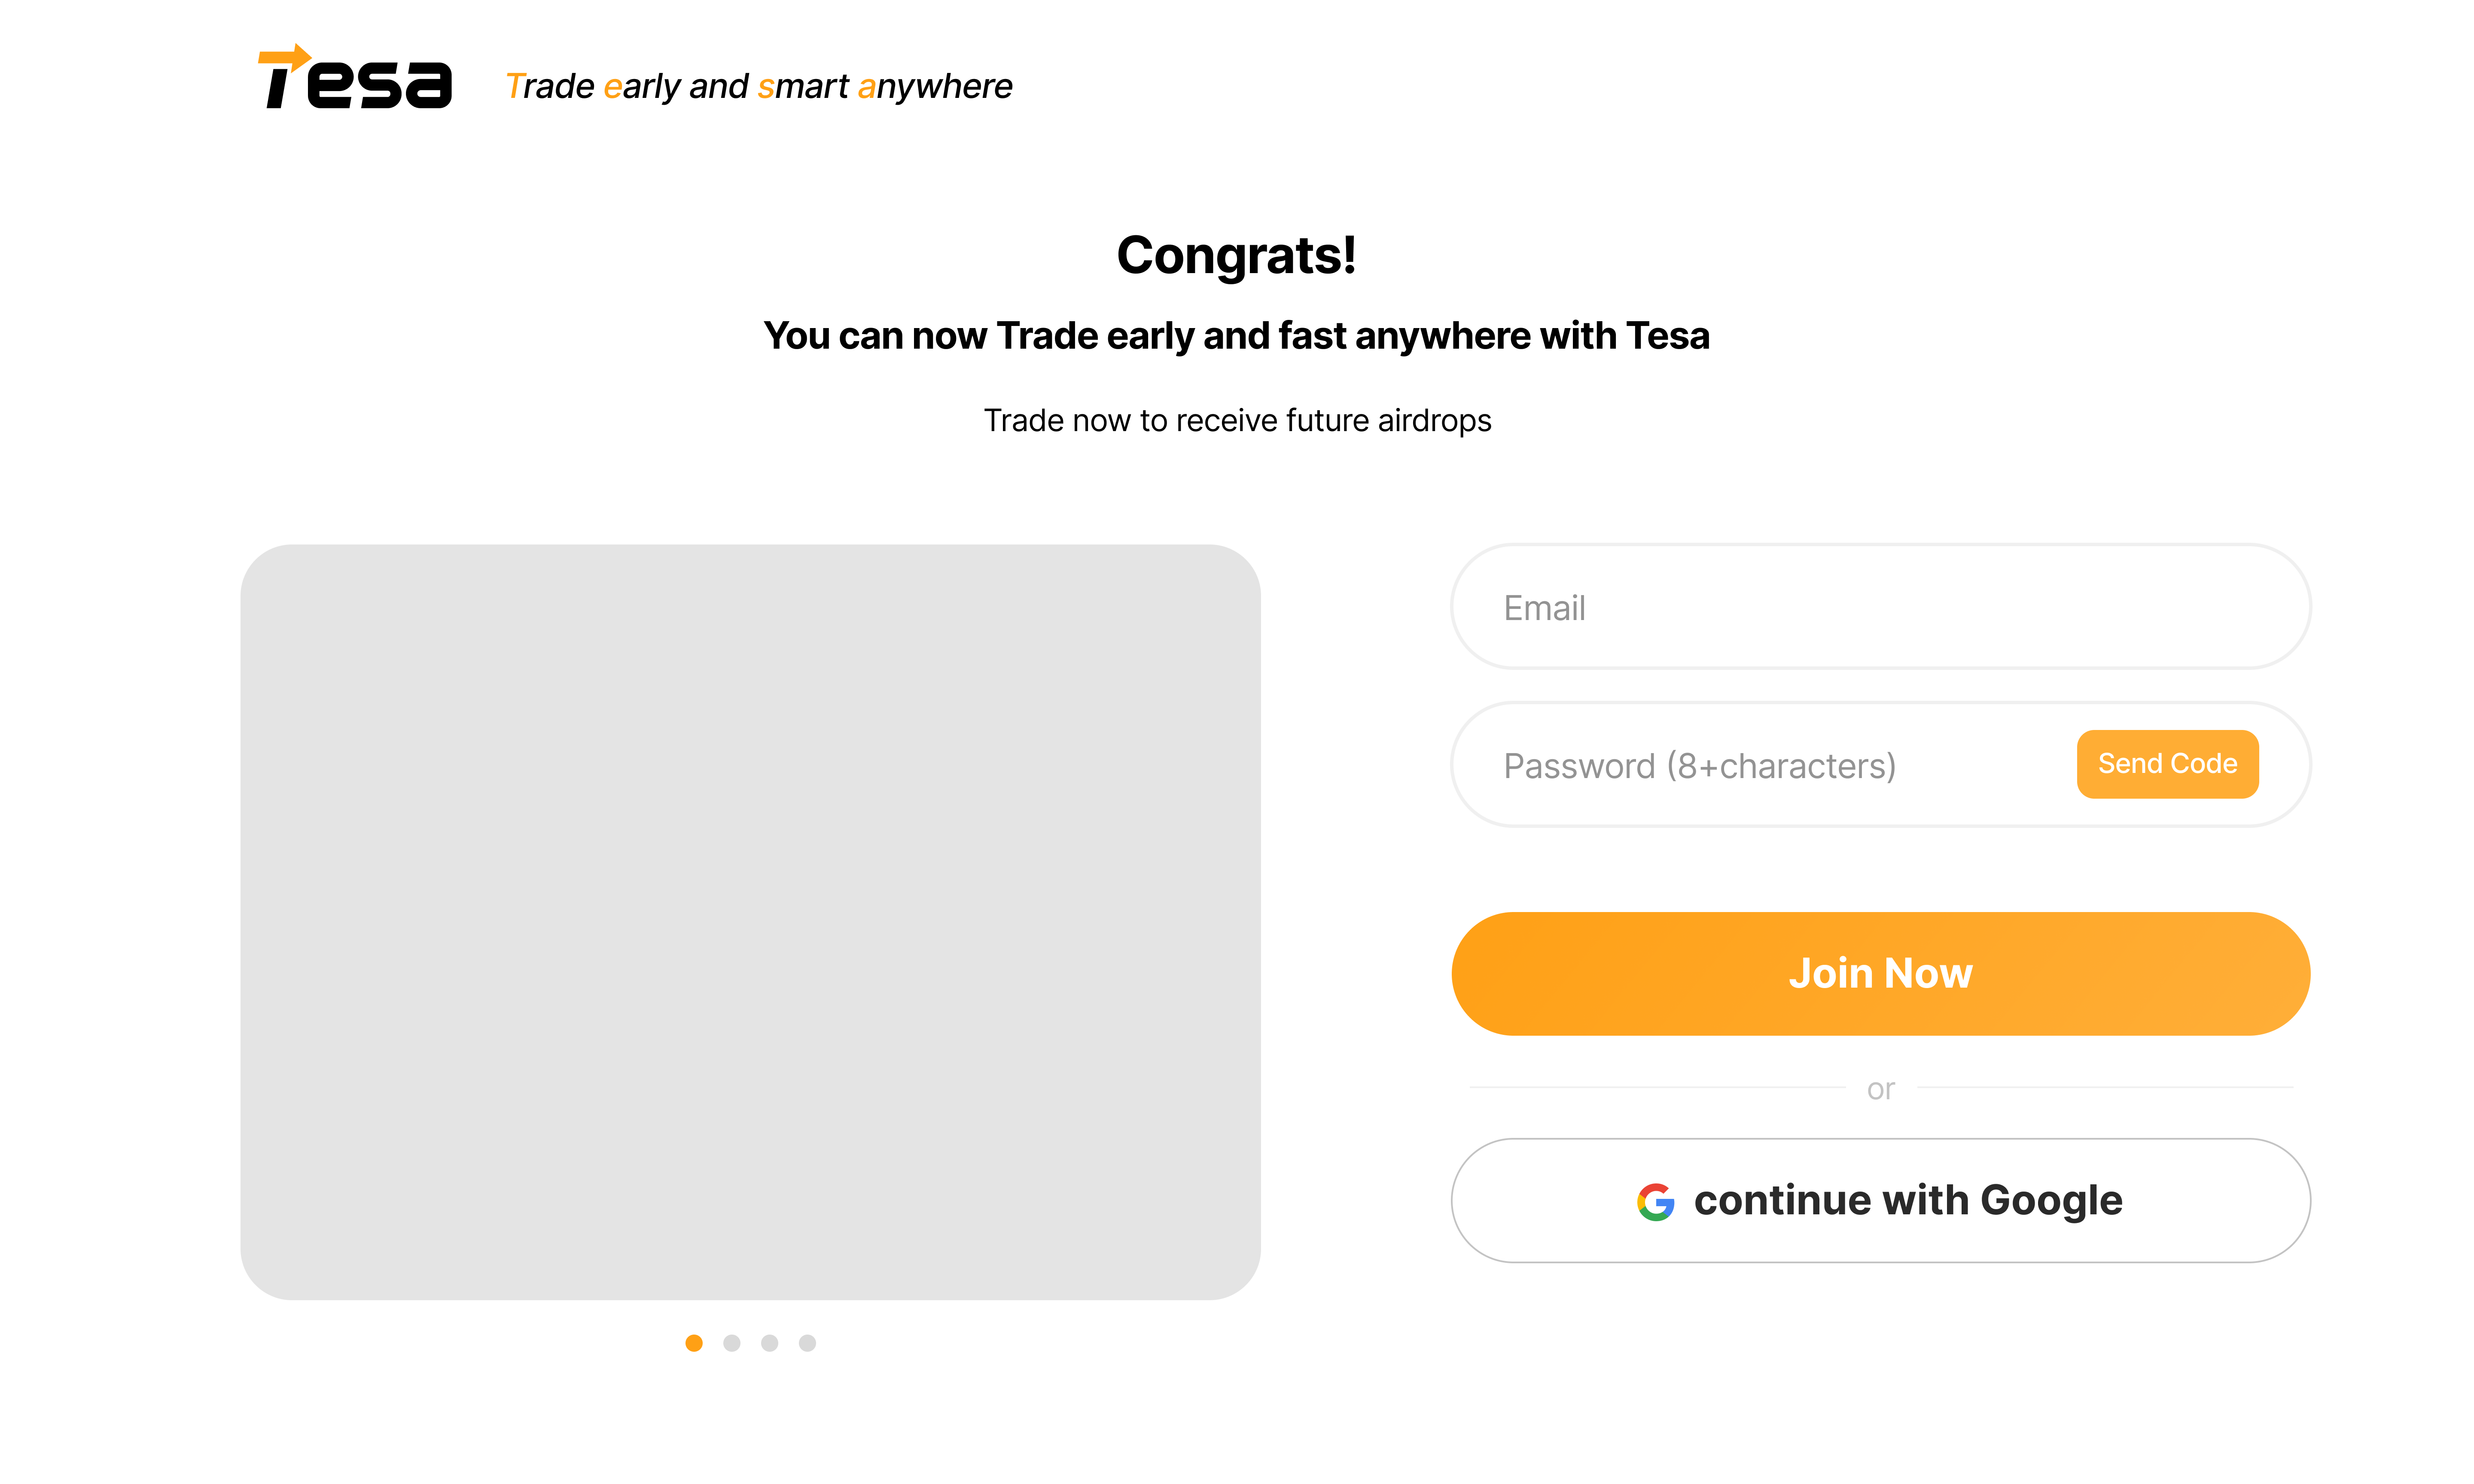 Tesa
Trade early and smart anywhere
Congrats!
You can now Trade early and fast anywhere with Tesa
Trade now to receive future airdrops
Email
Password (8+characters)
Send Code
Join Now
or
continue with Google